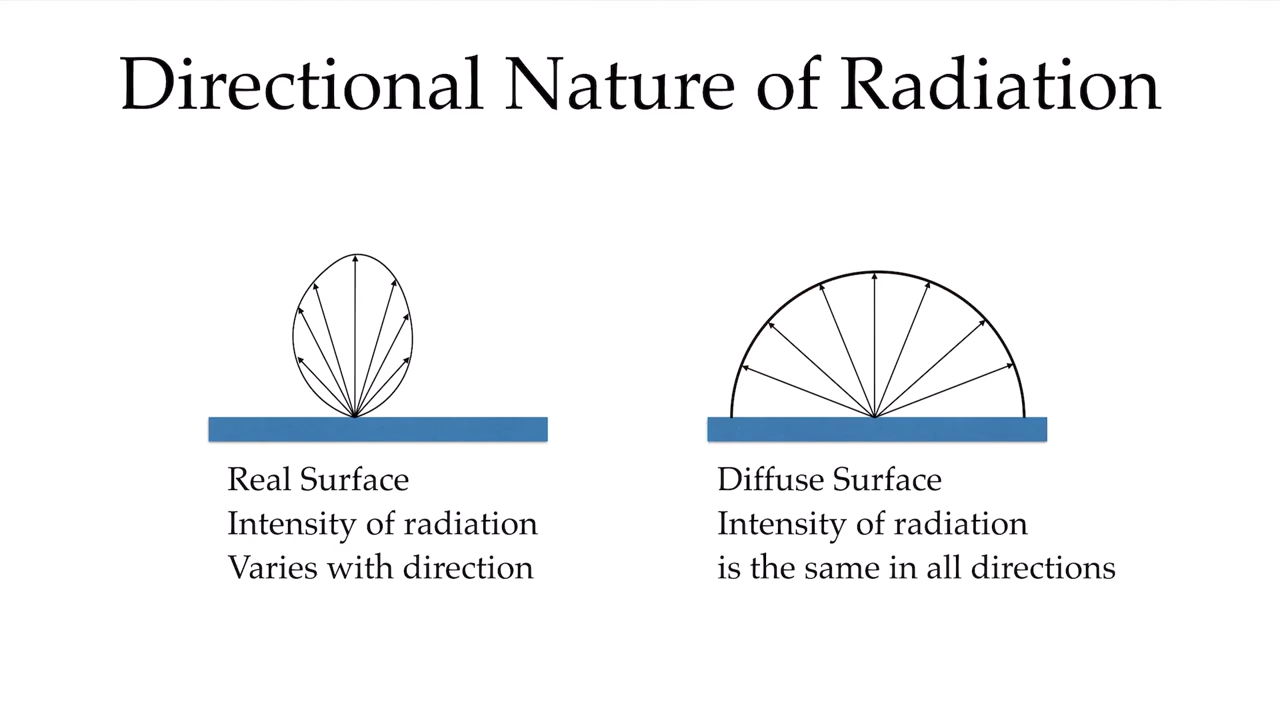 Directional Nature of Radiation
Real Surface
Intensity of radiation
Varies with direction
Diffuse Surface
Intensity of radiation
is the same in all directions